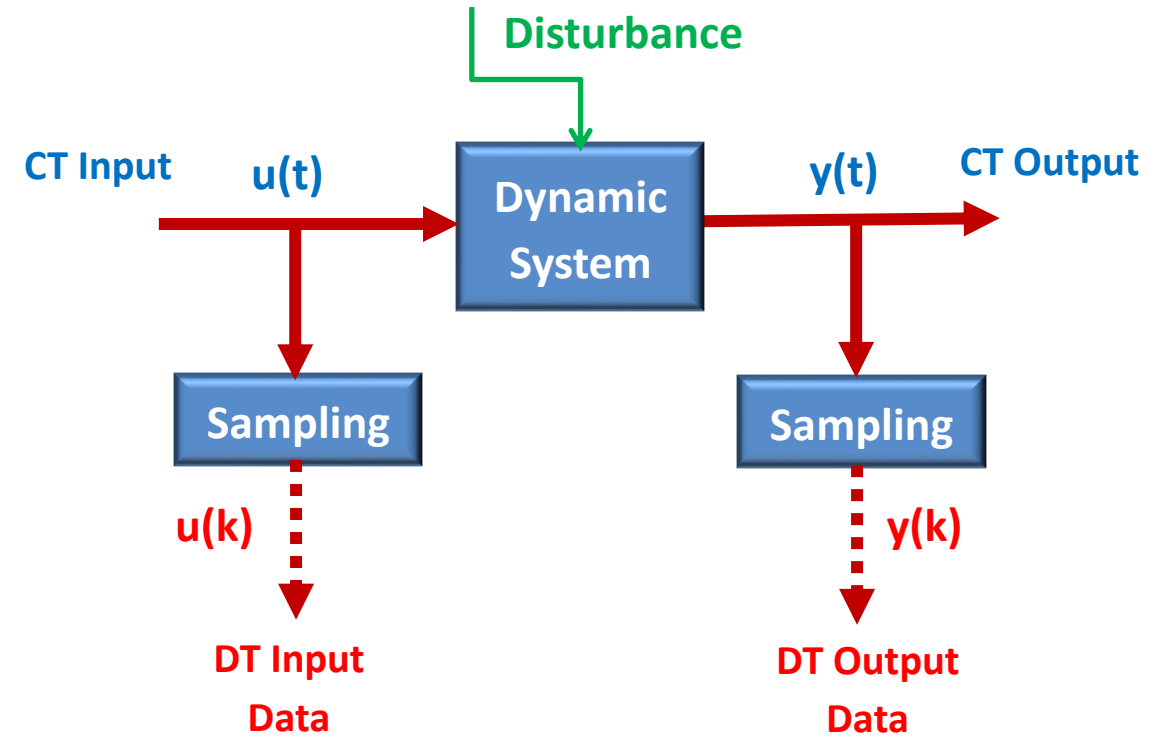 Disturbance
CT Input
u(t)
Dynamic
System
y(t)
CT Output
Sampling
Sampling
u(k)
y(k)
DT Input
Data
DT Output
Data